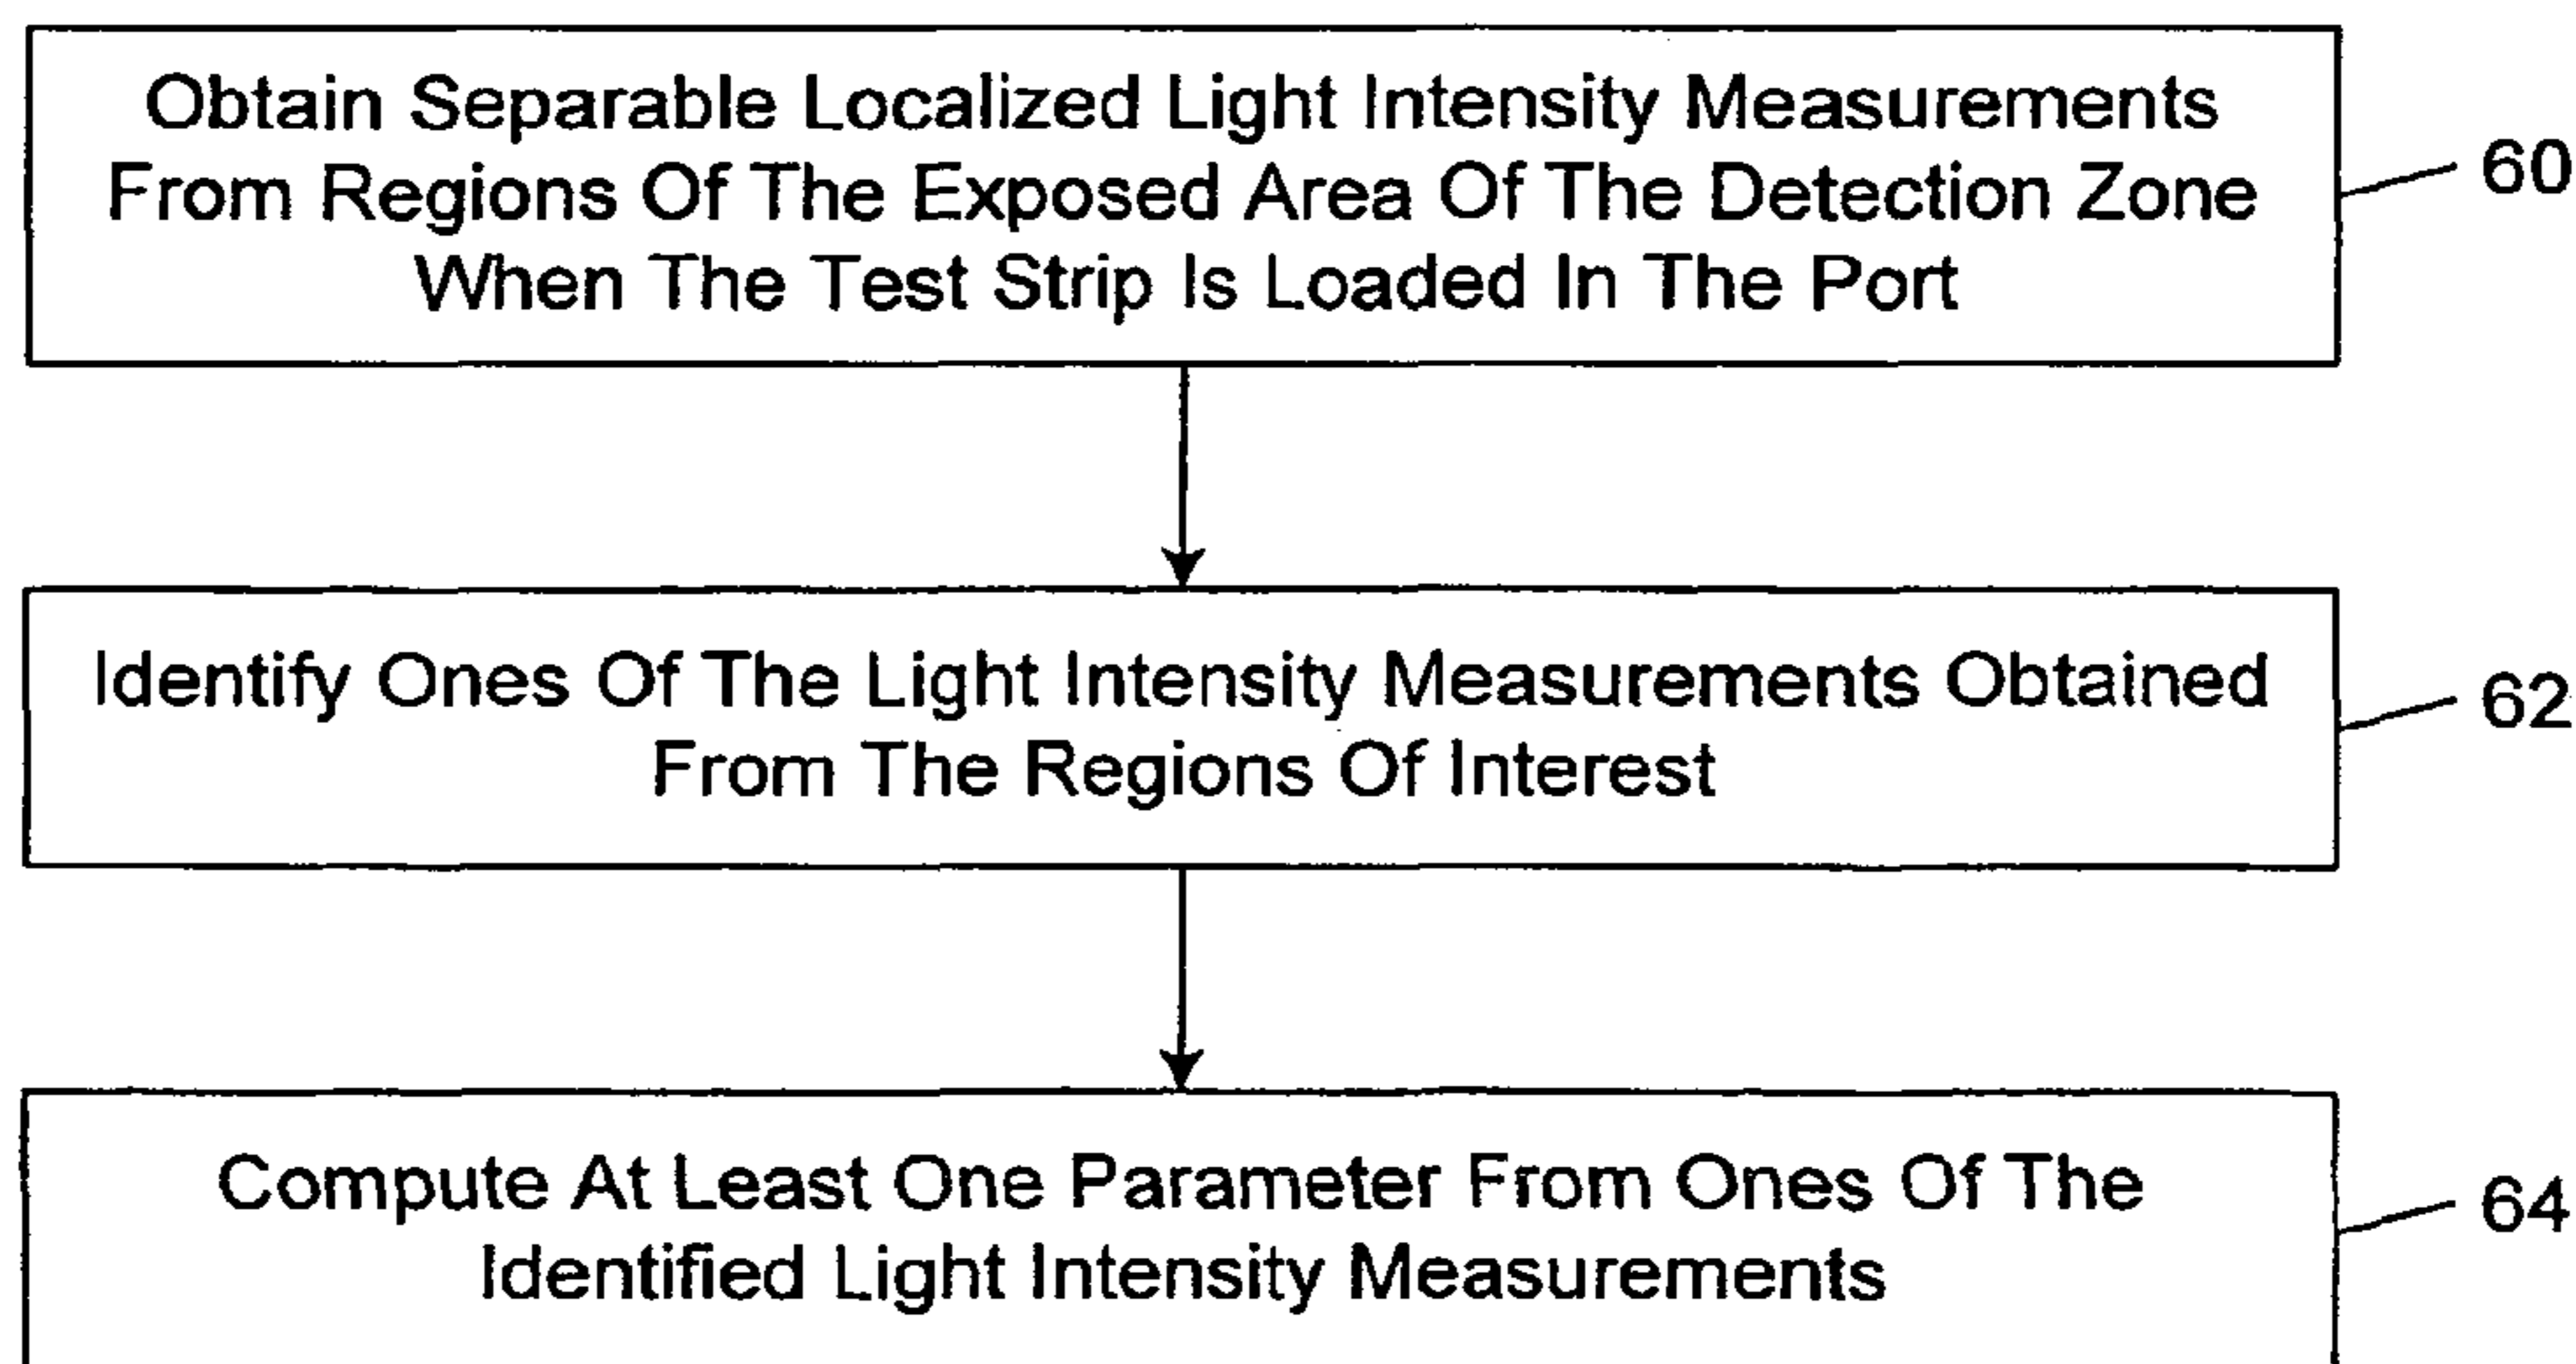 Obtain Separable Localized Light Intensity Measurements
From Regions Of The Exposed Area Of The Detection Zone
When The Test Strip Is Loaded In The Port
60
Identify Ones Of The Light Intensity Measurements Obtained
From The Regions Of Interest
62
Compute At Least One Parameter From Ones Of The
Identified Light Intensity Measurements
64